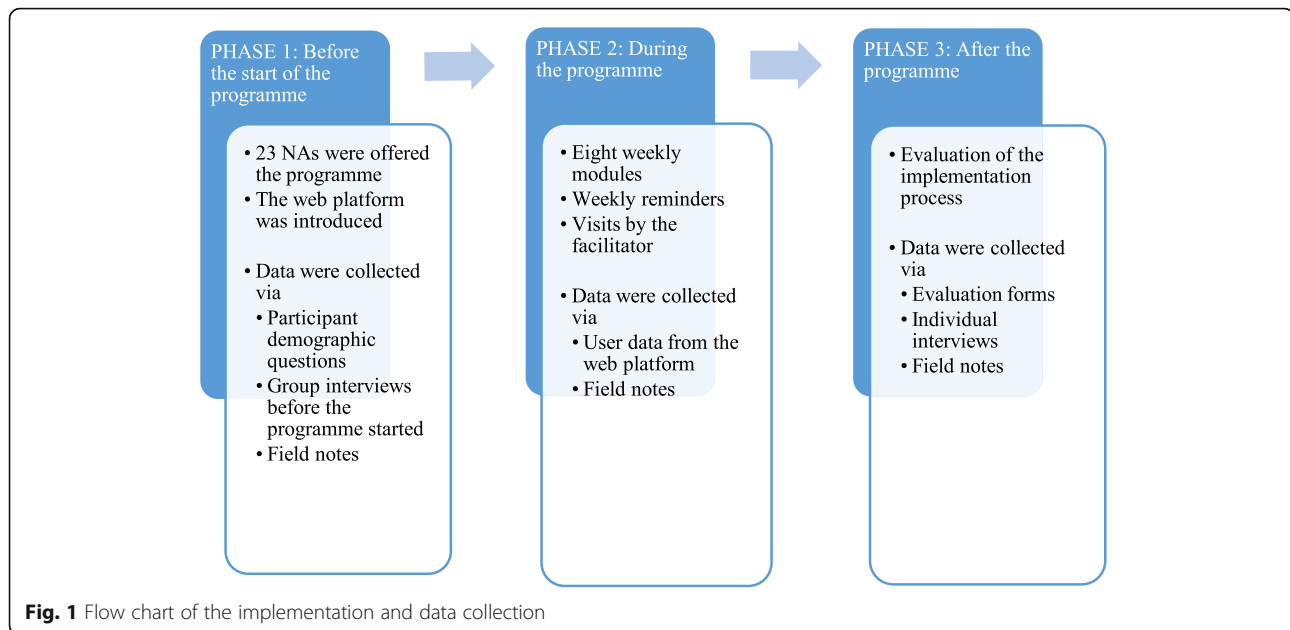 PHASE 1: Before
the start of the
programme
• 23 NAs were offered
the programme
• The web platform
was introduced
• Data were collected
via
• Participant
demographic
questions
• Group interviews
before the
programme started
• Field notes
PHASE 2: During
the programme
• Eight weekly
modules
• Weekly reminders
• Visits by the
facilitator
• Data were collected
via
• User data from the
web platform
• Field notes
PHASE 3: After the
programme
• Evaluation of the
implementation
process
• Data were collected
via
• Evaluation forms
• Individual
interviews
• Field notes
Fig. 1 Flow chart of the implementation and data collection